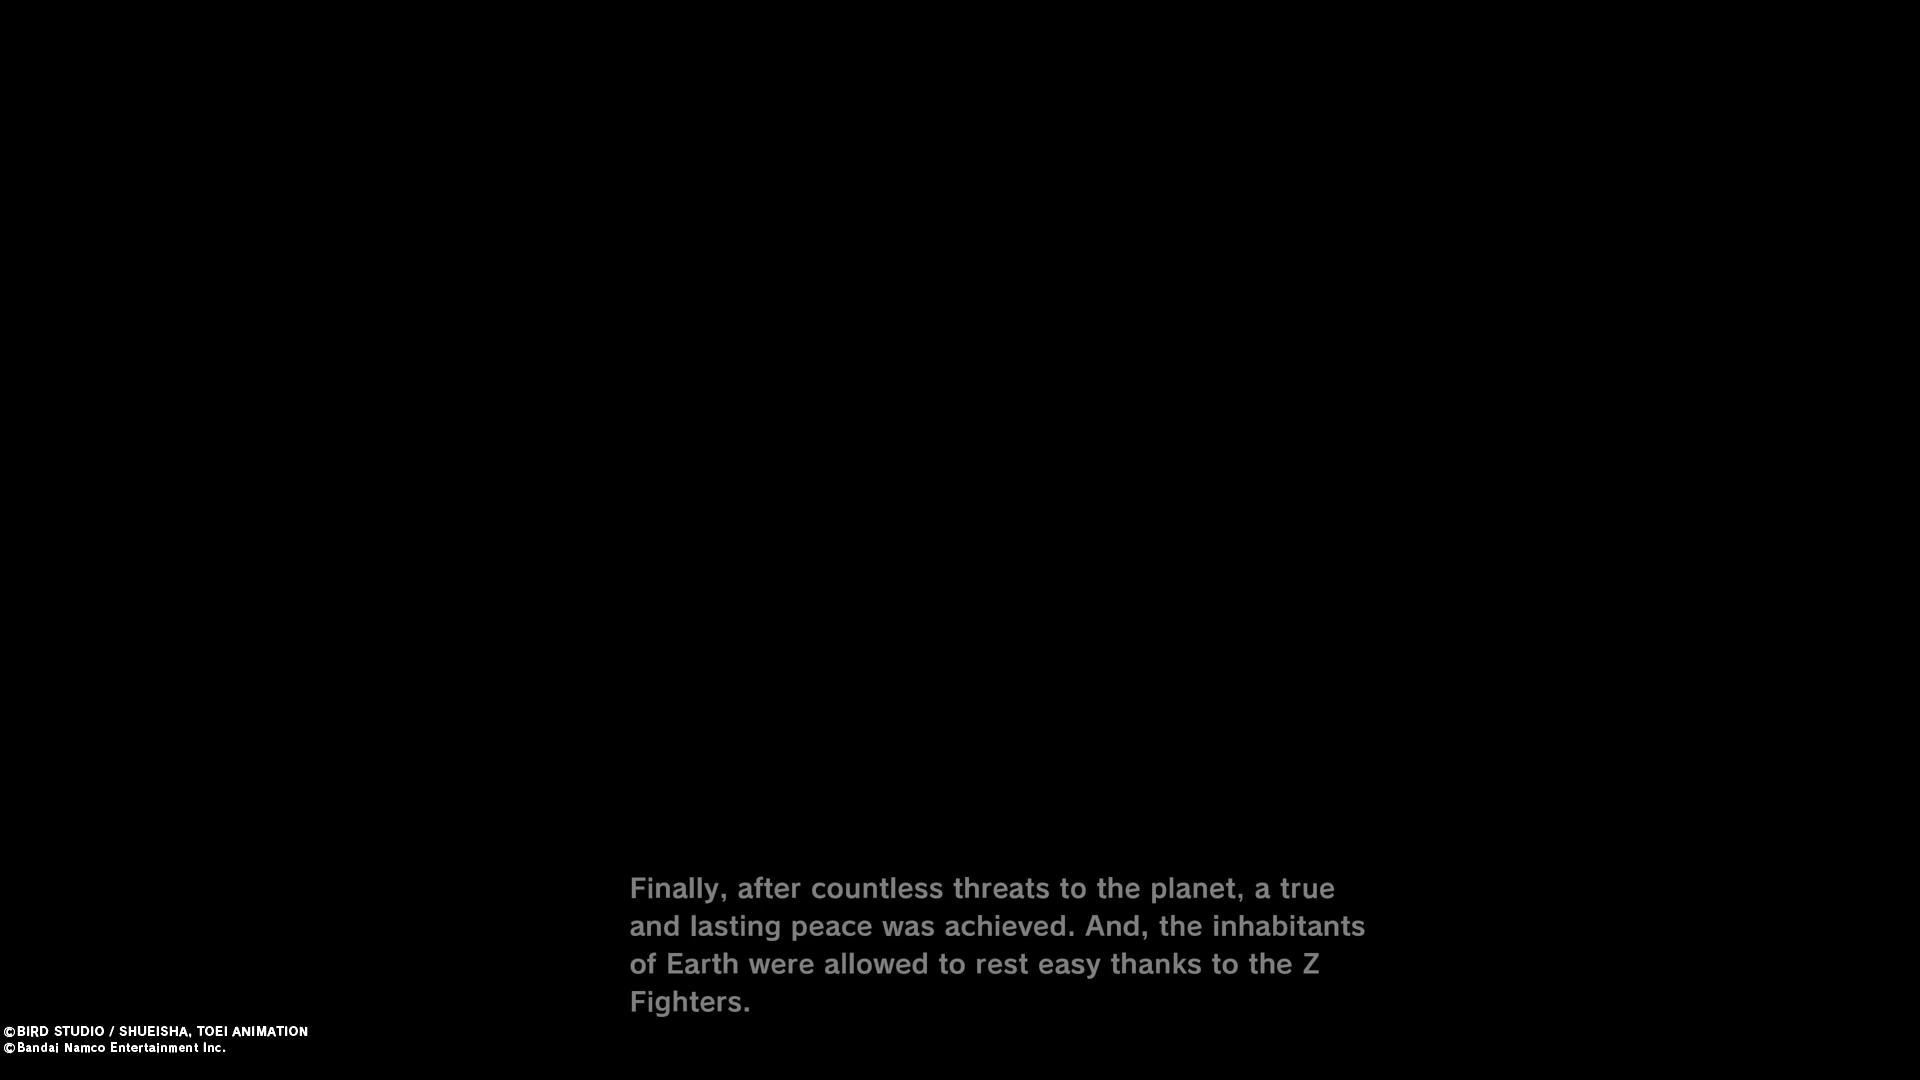 Finally, after countless threats to the planet, a true
and lasting peace was achieved. And, the inhabitants
of Earth were allowed to rest easy thanks to the Z
Fighters.
©BIRD STUDIO / SHUEISHA, TOEI ANIMATION
©Bandai Namco Entertainment Inc.